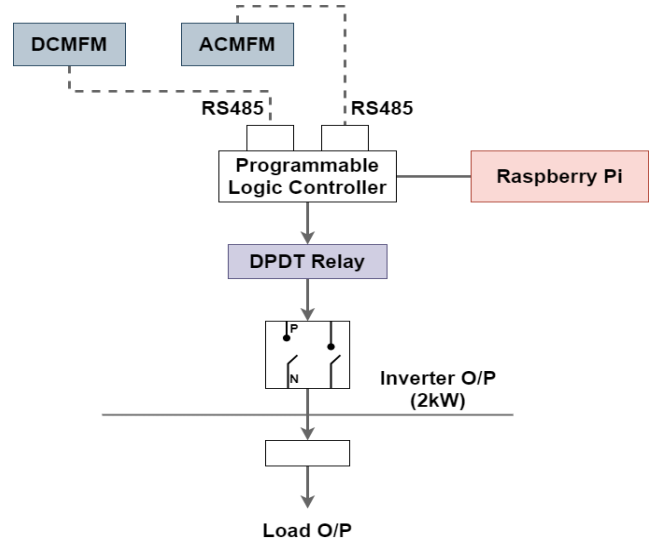 DCMFM
ACMFM
RS485
RS485
Programmable
Logic Controller
Raspberry Pi
DPDT Relay
P
N
Inverter O/P
(2kW)
Load O/P